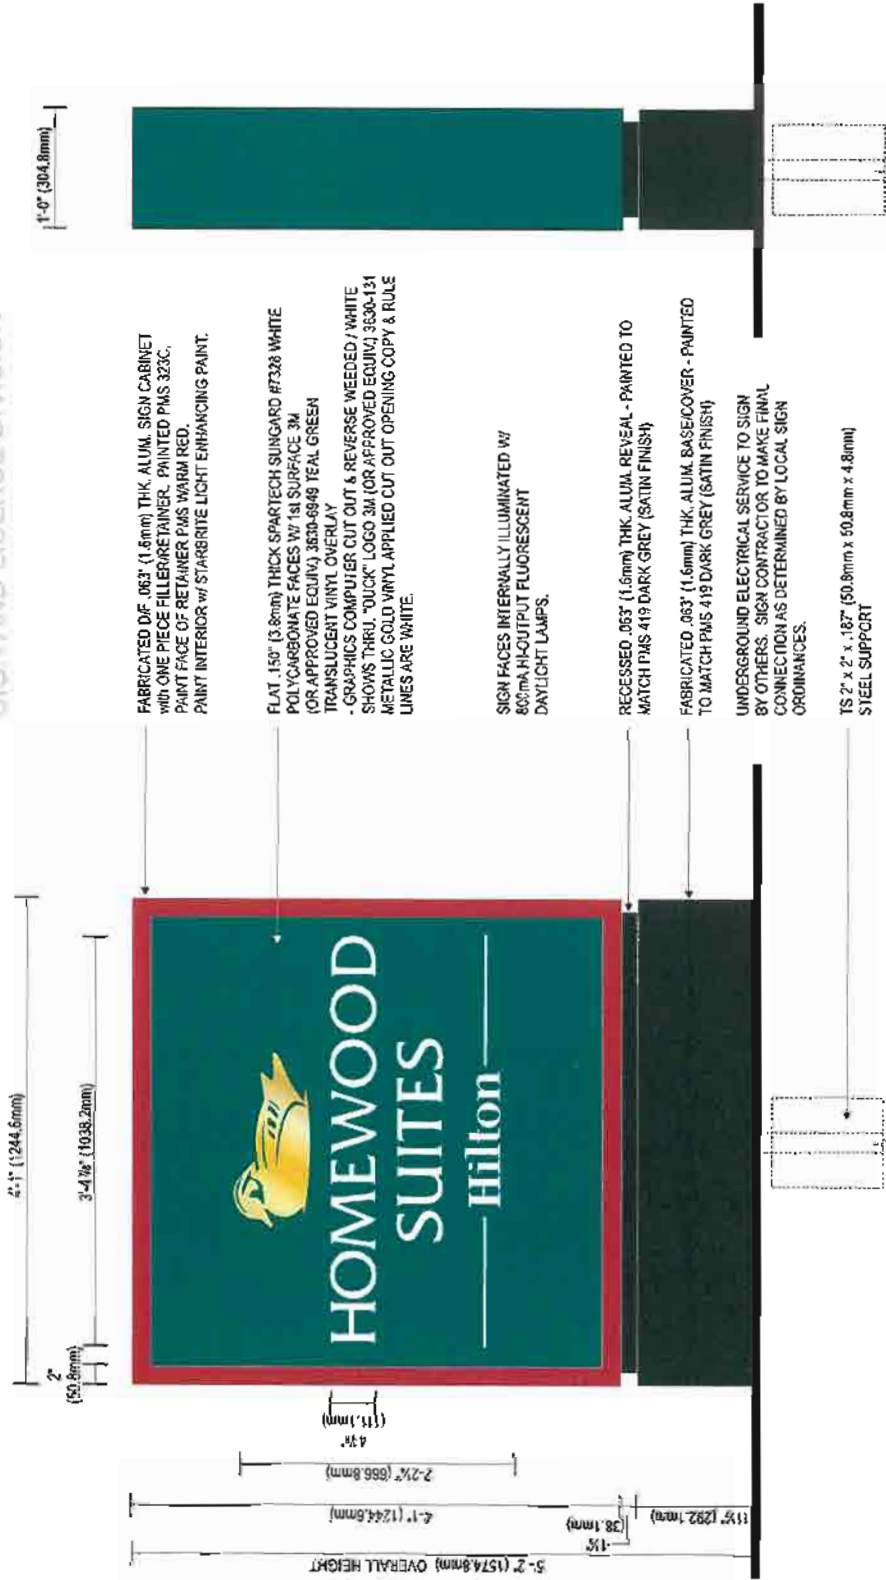 4'-1" (1244.6mm)
3'-4 ⅞" (1038.2mm)
2"
(50.8mm)
HOMEWOOD
SUITES
Hilton
4 ⅜"
(111.1mm)
2'-2¼" (666.8mm)
4'-1" (1244.6mm)
1½"
(38.1mm)
11½" (292.1mm)
5'-2" (1574.8mm) OVERALL HEIGHT
FABRICATED D/F .063" (1.6mm) THK. ALUM. SIGN CABINET
with ONE PIECE FILLER/RETAINER, PAINTED PMS 323C,
PAINT FACE OF RETAINER PMS WARM RED.
PAINT INTERIOR w/ STARBRITE LIGHT ENHANCING PAINT.
FLAT .150" (3.8mm) THICK SPARTECH SUNGARD #7328 WHITE
POLYCARBONATE FACES W/ 1st SURFACE 3M
(OR APPROVED EQUIV.) 3630-6949 TEAL GREEN
TRANSLUCENT VINYL OVERLAY
- GRAPHICS COMPUTER CUT OUT & REVERSE WEEDED / WHITE
SHOWS THRU. "DUCK" LOGO 3M (OR APPROVED EQUIV.) 3630-131
METALLIC GOLD VINYL APPLIED CUT OUT OPENING COPY & RULE
LINES ARE WHITE.
SIGN FACES INTERNALLY ILLUMINATED W/
800mA HI-OUTPUT FLUORESCENT
DAYLIGHT LAMPS.
RECESSED .063" (1.6mm) THK. ALUM. REVEAL - PAINTED TO
MATCH PMS 419 DARK GREY (SATIN FINISH)
FABRICATED .063" (1.6mm) THK. ALUM. BASE/COVER - PAINTED
TO MATCH PMS 419 DARK GREY (SATIN FINISH)
UNDERGROUND ELECTRICAL SERVICE TO SIGN
BY OTHERS. SIGN CONTRACTOR TO MAKE FINAL
CONNECTION AS DETERMINED BY LOCAL SIGN
ORDINANCES.
TS 2" x 2" x .187" (50.8mm x 50.8mm x 4.8mm)
STEEL SUPPORT
1'-0" (304.8mm)